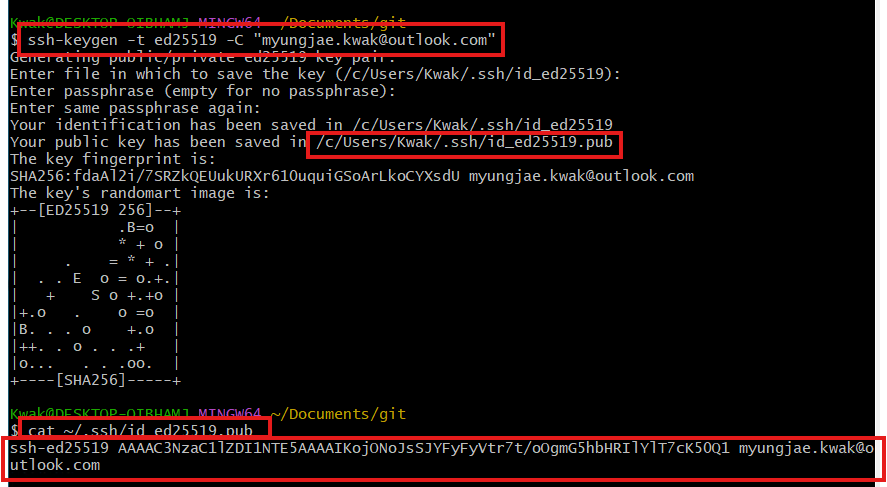 Kwak@DESKTOP-OIBHAMJ MINGW64 ~/Documents/git
$ ssh-keygen -t ed25519 -C "myungjae.kwak@outlook.com"
Generating public/private ed25519 key pair.
Enter file in which to save the key (/c/Users/Kwak/.ssh/id_ed25519):
Enter passphrase (empty for no passphrase):
Enter same passphrase again:
Your identification has been saved in /c/Users/Kwak/.ssh/id_ed25519
Your public key has been saved in /c/Users/Kwak/.ssh/id_ed25519.pub
The key fingerprint is:
SHA256:fdaAl2i/7SRZkQEUukURXr61OuquiGSoArLkoCYXsdU myungjae.kwak@outlook.com
The key's randomart image is:
+--[ED25519 256]--+
|            .B=o  |
|            * + o |
|     .    = * + .|
|  . . E  o = o.+.|
|   +    S o +.+o |
|+.o   .    o =o  |
|B. . . o    +.o  |
|++. . o . . .+   |
|o...   . . .oo.  |
+----[SHA256]-----+
Kwak@DESKTOP-OIBHAMJ MINGW64 ~/Documents/git
$ cat ~/.ssh/id_ed25519.pub
ssh-ed25519 AAAAC3NzaC1lZDI1NTE5AAAAIKojONoJsSJYFyFyVtr7t/oOgmG5hbHRIlYlT7cK5OQ1 myungjae.kwak@o
utlook.com